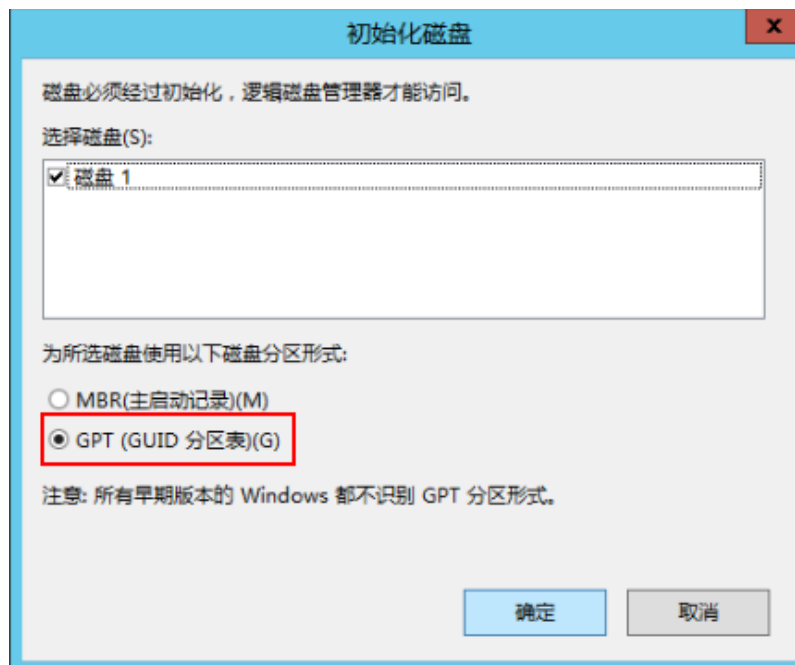 初始化磁盘
x
磁盘必须经过初始化，逻辑磁盘管理器才能访问。
选择磁盘(S):
磁盘 1
为所选磁盘使用以下磁盘分区形式:
MBR(主启动记录)(M)
GPT (GUID 分区表)(G)
注意: 所有早期版本的 Windows 都不识别 GPT 分区形式。
确定
取消